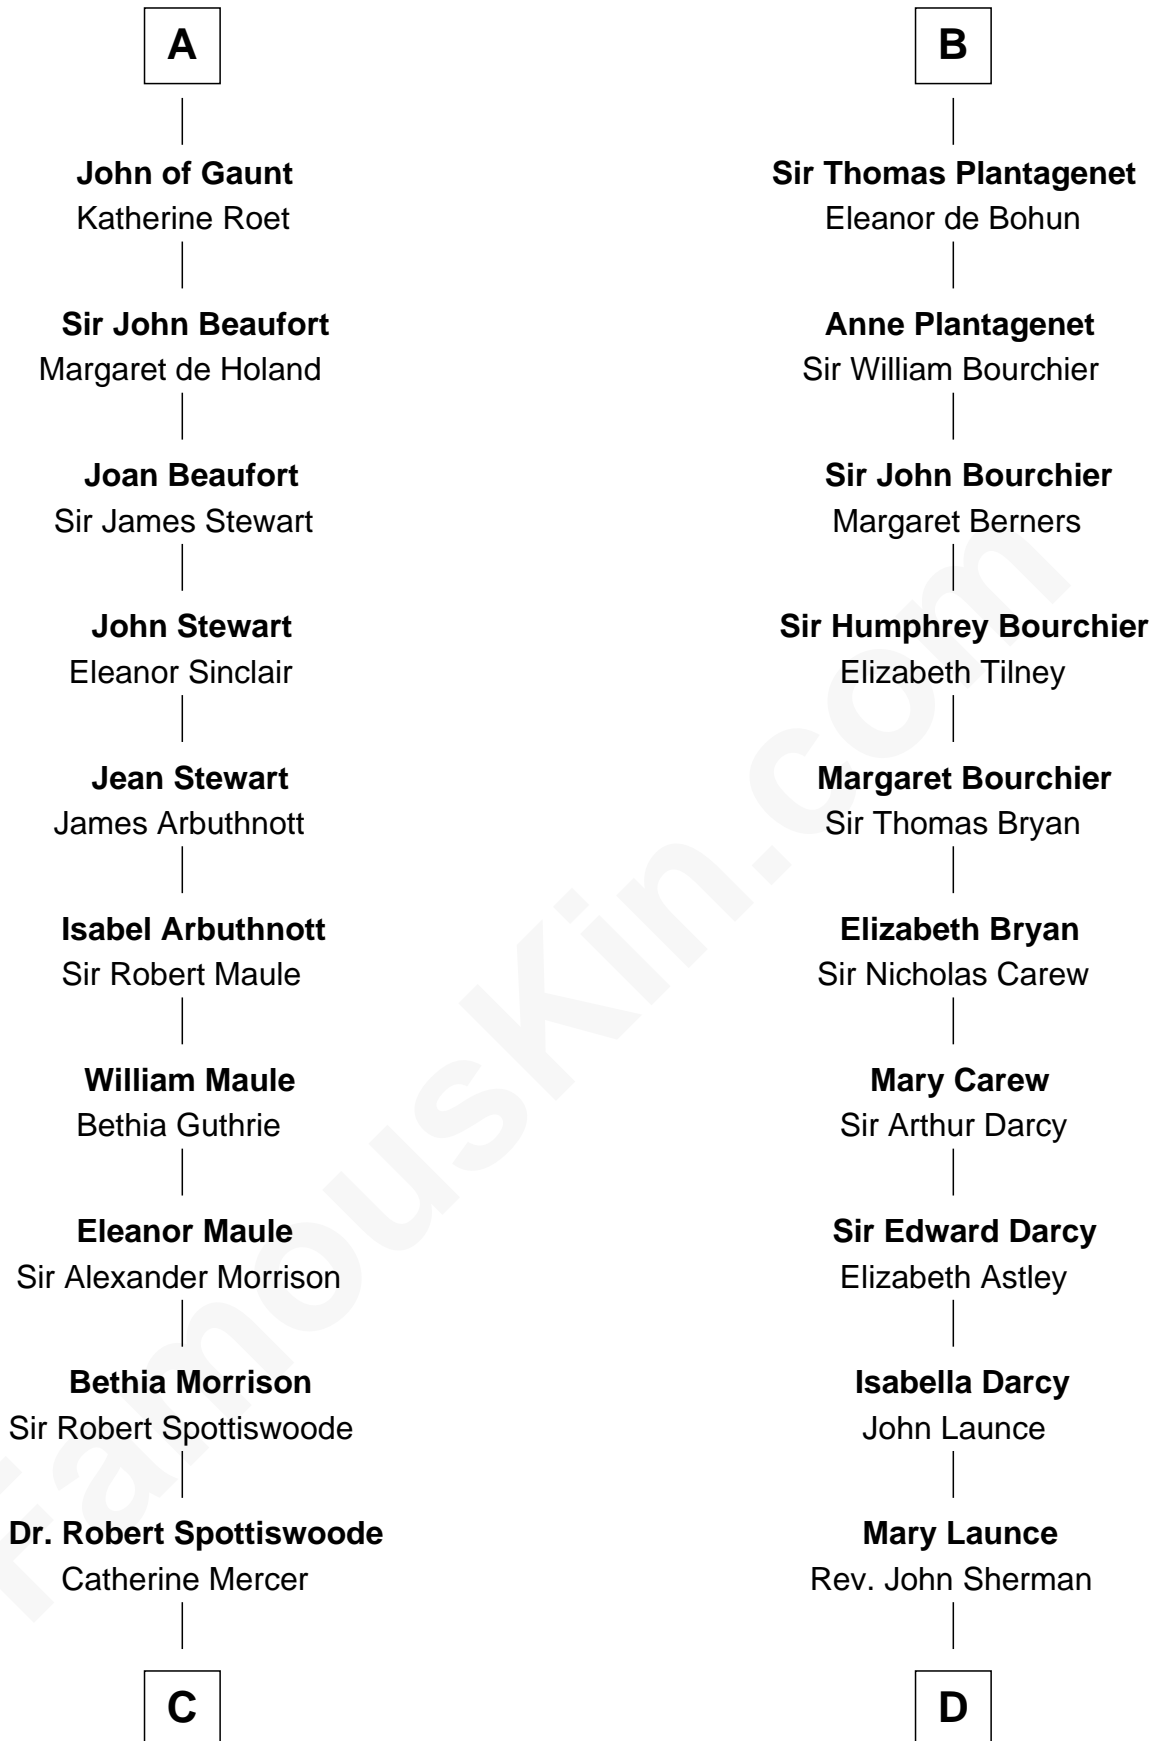 A
John of Gaunt
Katherine Roet
Sir John Beaufort
Margaret de Holand
Joan Beaufort
Sir James Stewart
John Stewart
Eleanor Sinclair
Jean Stewart
James Arbuthnott
Isabel Arbuthnott
Sir Robert Maule
William Maule
Bethia Guthrie
Eleanor Maule
Sir Alexander Morrison
Bethia Morrison
Sir Robert Spottiswoode
Dr. Robert Spottiswoode
Catherine Mercer
C
B
Sir Thomas Plantagenet
Eleanor de Bohun
Anne Plantagenet
Sir William Bourchier
Sir John Bourchier
Margaret Berners
Sir Humphrey Bourchier
Elizabeth Tilney
Margaret Bourchier
Sir Thomas Bryan
Elizabeth Bryan
Sir Nicholas Carew
Mary Carew
Sir Arthur Darcy
Sir Edward Darcy
Elizabeth Astley
Isabella Darcy
John Launce
Mary Launce
Rev. John Sherman
D
FamousKin.com